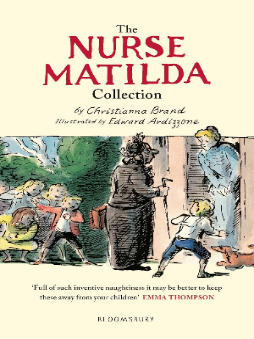 The
NURSE
MATILDA
Collection
by Christianna Brand
Illustrated by Edward Ardizzone
'Full of such inventive naughtiness it may be better to keep
these away from your children' EMMA THOMPSON
BLOOMSBURY